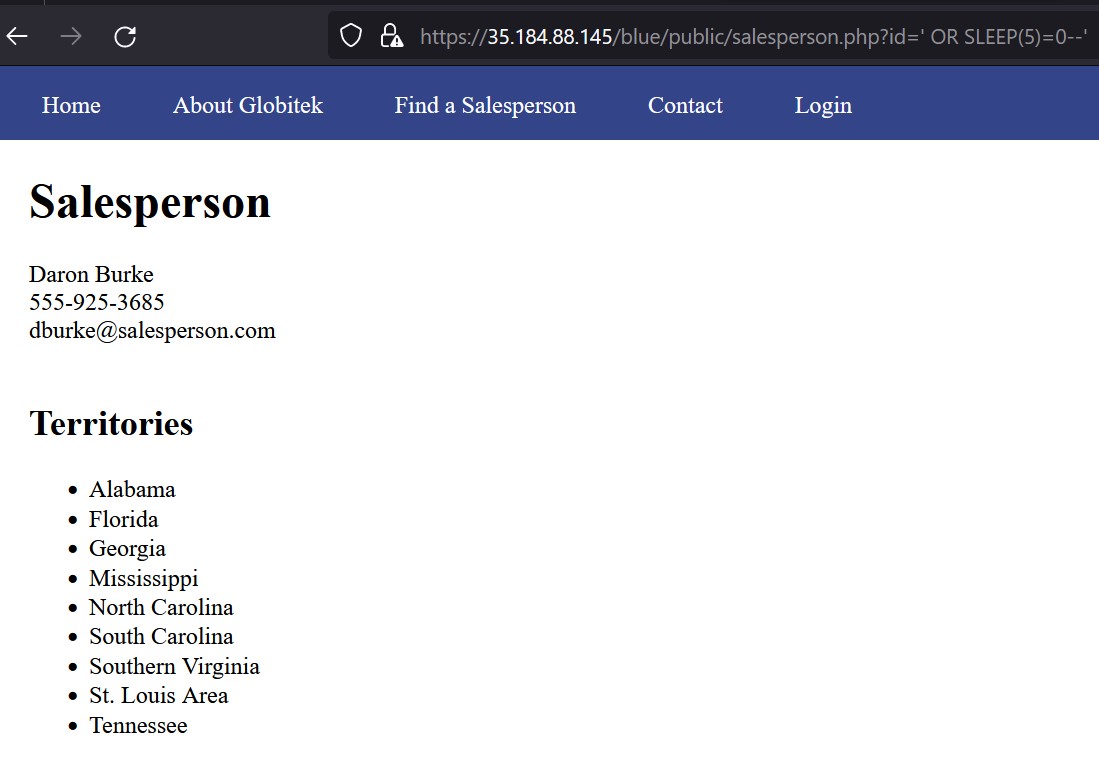 https://35.184.88.145/blue/public/salesperson.php?id=' OR SLEEP(5)=0--'
Home About Globitek Find a Salesperson Contact Login
Salesperson
Daron Burke
555-925-3685
dburke@salesperson.com
Territories
Alabama
Florida
Georgia
Mississippi
North Carolina
South Carolina
Southern Virginia
St. Louis Area
Tennessee